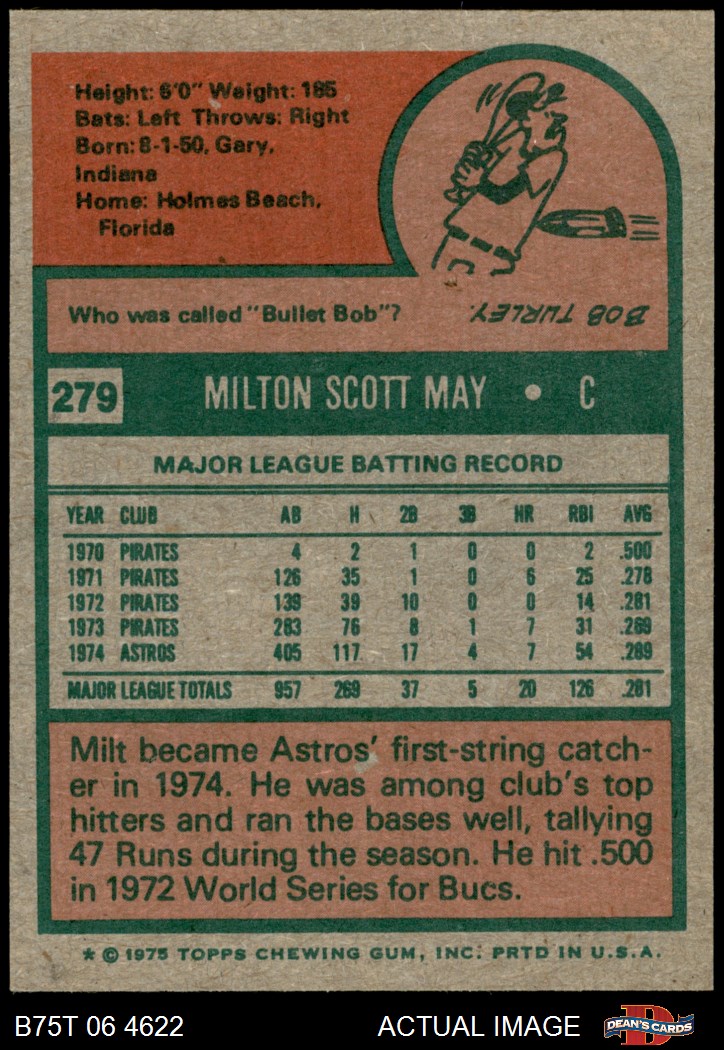 Height: 6'0" Weight: 185
Bats: Left Throws: Right
Born: 8-1-50, Gary,
Indiana
Home: Holmes Beach,
Florida
Who was called "Bullet Bob"?
BOB TURLEY.
279 MILTON SCOTT MAY • C
MAJOR LEAGUE BATTING RECORD
YEAR CLUB AB H 2B 3B HR RBI AVG
1970 PIRATES 4 2 1 0 0 2 .500
1971 PIRATES 126 35 1 0 6 25 .278
1972 PIRATES 139 39 10 0 0 14 .281
1973 PIRATES 283 76 8 1 7 31 .269
1974 ASTROS 405 117 17 4 7 54 .289
MAJOR LEAGUE TOTALS 957 269 37 5 20 126 .281
Milt became Astros' first-string catch-
er in 1974. He was among club's top
hitters and ran the bases well, tallying
47 Runs during the season. He hit .500
in 1972 World Series for Bucs.
* © 1975 TOPPS CHEWING GUM, INC. PRTD IN U.S.A.
B75T 06 4622 ACTUAL IMAGE
D
DEAN'S CARDS